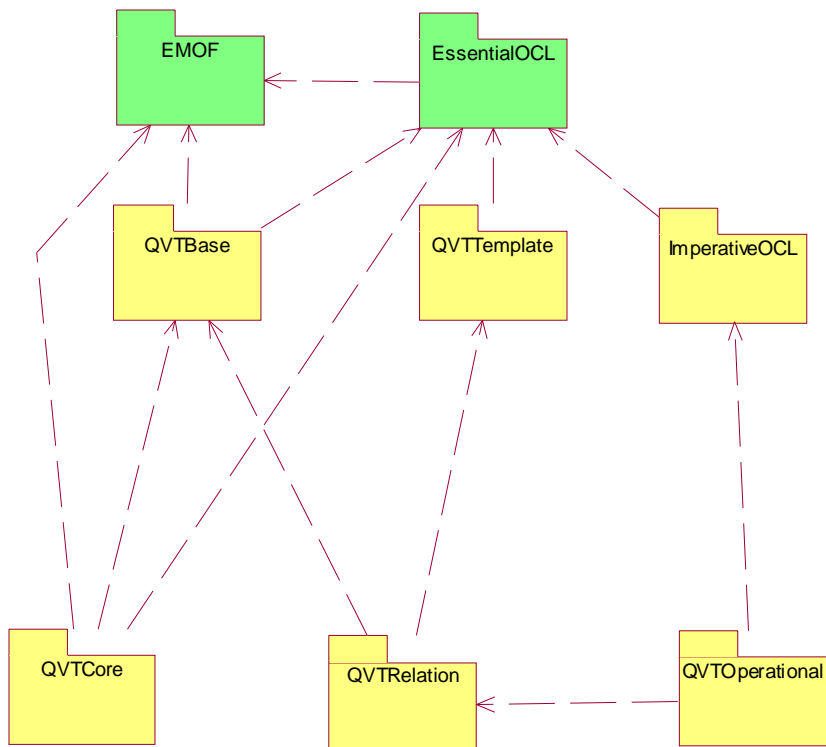 EMOF
EssentialOCL
QVTBase
QVTTemplate
ImperativeOCL
QVTCore
QVTRelation
QVTOperational